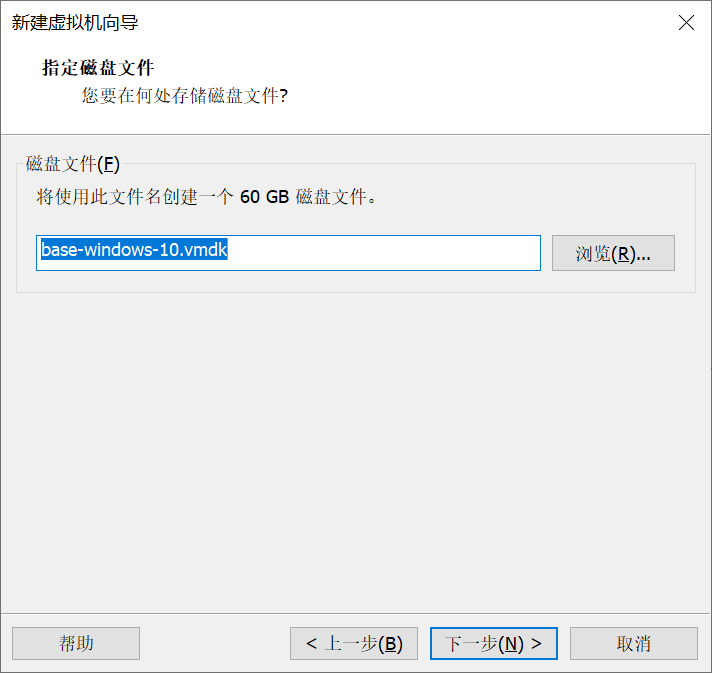 新建虚拟机向导
指定磁盘文件
您要在何处存储磁盘文件?
磁盘文件(F)
将使用此文件名创建一个 60 GB 磁盘文件。
base-windows-10.vmdk
浏览(R)...
帮助
< 上一步(B)
下一步(N) >
取消